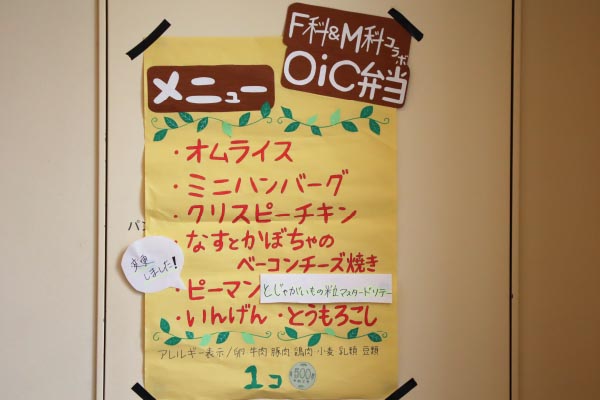 F科&M科コラボ
OiC弁当
メニュー
・オムライス
・ミニハンバーグ
・クリスピーチキン
・なすとかぼちゃの
ベーコンチーズ焼き
変更
しました!
・ピーマンとじゃがいもの粒マスタードソテー
・いんげん ・とうもろこし
アレルギー表示/卵 牛肉 豚肉 鶏肉 小麦 乳類 豆類
1コ 500
パ